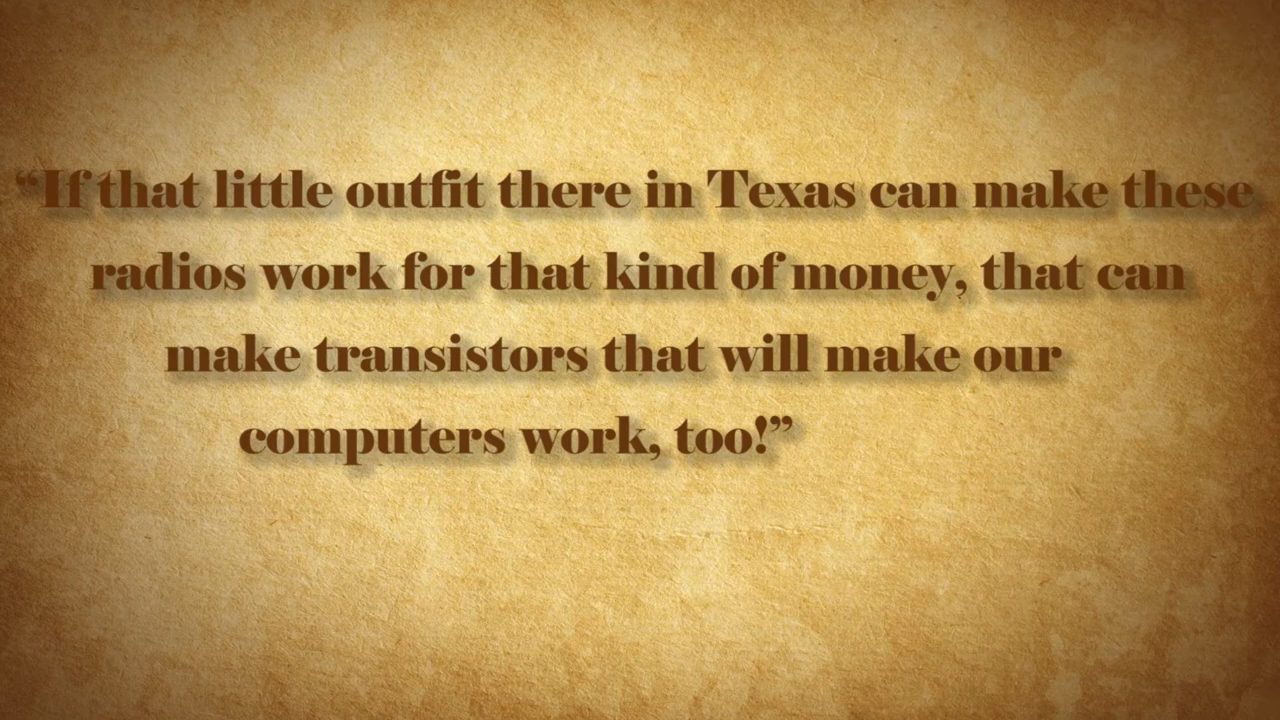 “If that little outfit there in Texas can make these
radios work for that kind of money, that can
make transistors that will make our
computers work, too!”